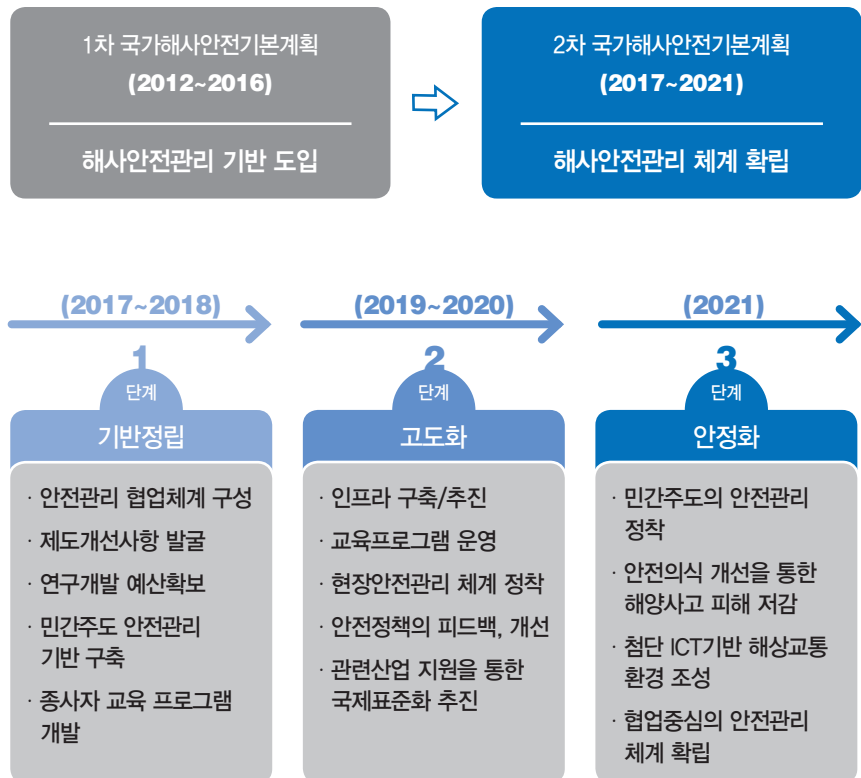 1차 국가해사안전기본계획
(2012~2016)
해사안전관리 기반 도입
2차 국가해사안전기본계획
(2017~2021)
해사안전관리 체계 확립
(2017~2018)
1
단계
기반정립
· 안전관리 협업체계 구성
· 제도개선사항 발굴
· 연구개발 예산확보
· 민간주도 안전관리
기반 구축
· 종사자 교육 프로그램
개발
(2019~2020)
2
단계
고도화
· 인프라 구축/추진
· 교육프로그램 운영
· 현장안전관리 체계 정착
· 안전정책의 피드백, 개선
· 관련산업 지원을 통한
국제표준화 추진
(2021)
3
단계
안정화
· 민간주도의 안전관리
정착
· 안전의식 개선을 통한
해양사고 피해 저감
· 첨단 ICT기반 해상교통
환경 조성
· 협업중심의 안전관리
체계 확립